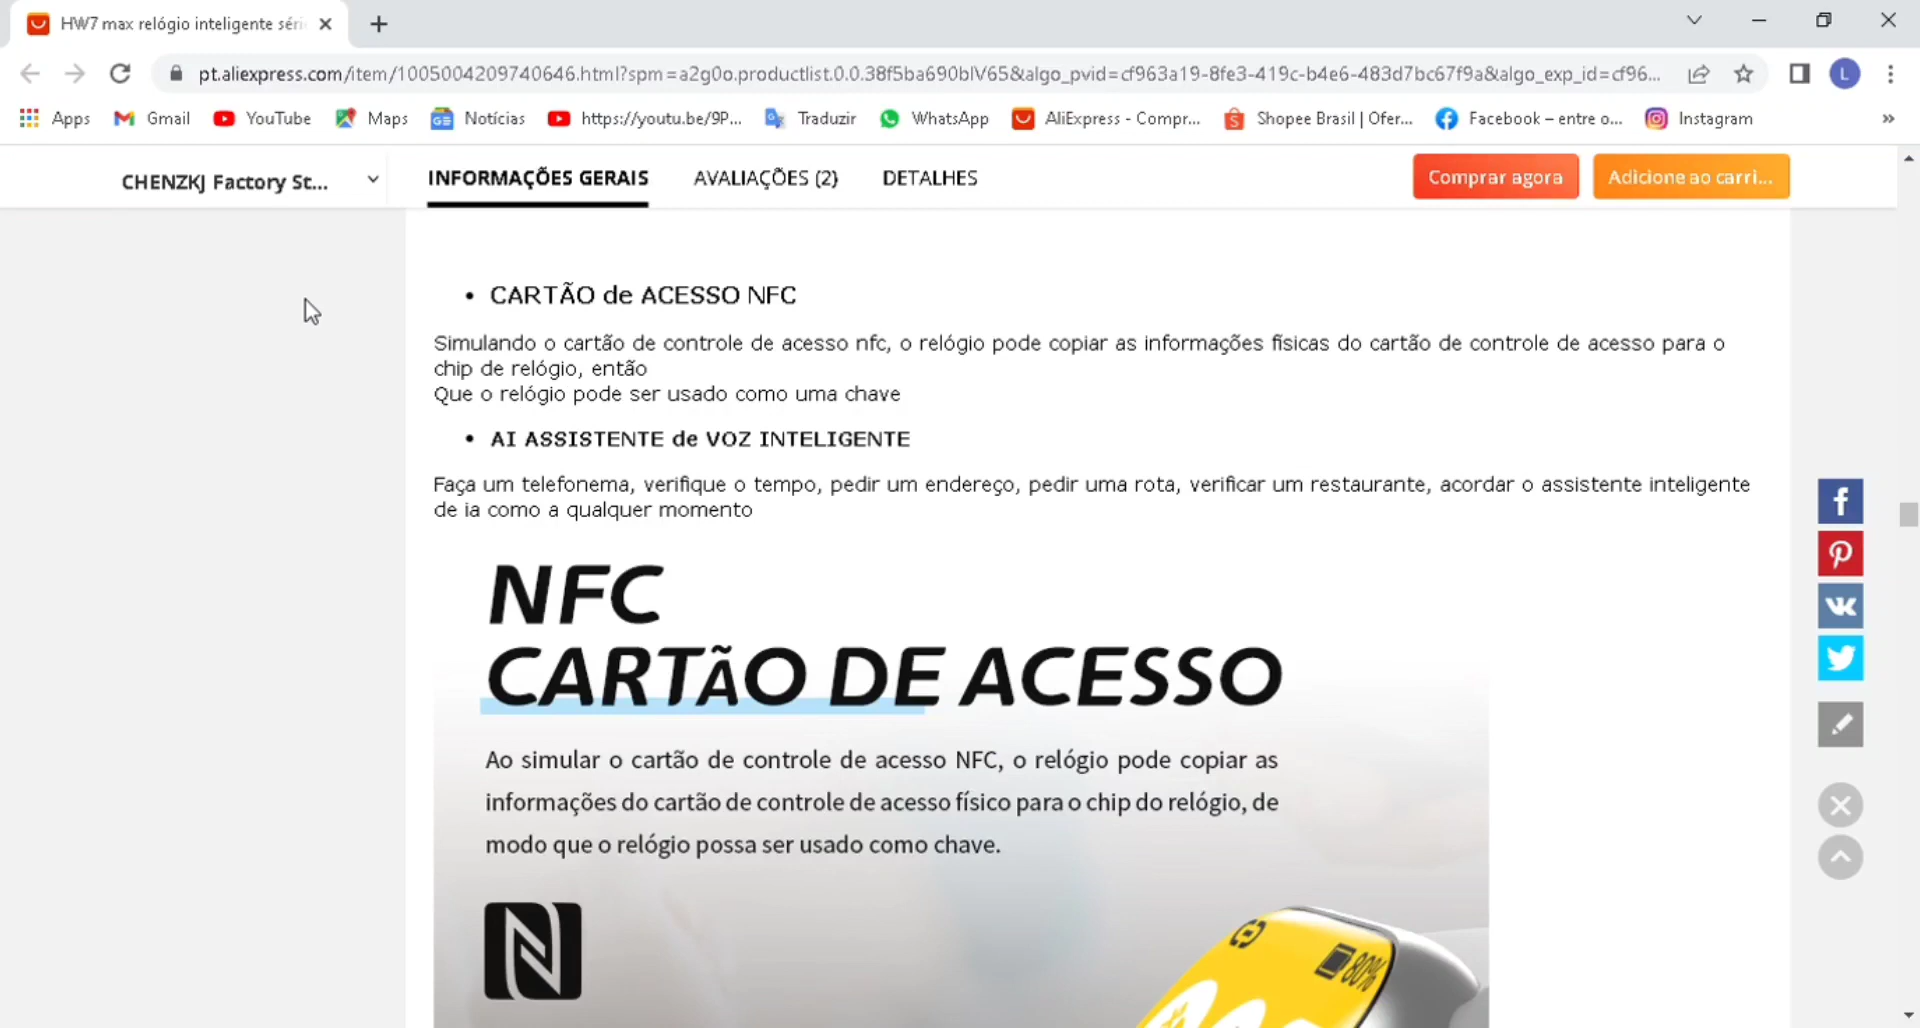 HW7 max relógio inteligente séri
pt.aliexpress.com/item/1005004209740646.html?spm=a2g0o.productlist.0.0.38f5ba690blV65&algo_pvid=cf963a19-8fe3-419c-b4e6-483d7bc67f9a&algo_exp_id=cf96...
L
Apps Gmail YouTube Maps Notícias https://youtu.be/9P... Traduzir WhatsApp AliExpress - Compr... Shopee Brasil | Ofer... Facebook – entre o... Instagram »
CHENZKJ Factory St... INFORMAÇÕES GERAIS AVALIAÇÕES (2) DETALHES Comprar agora Adicione ao carri...
• CARTÃO de ACESSO NFC
Simulando o cartão de controle de acesso nfc, o relógio pode copiar as informações físicas do cartão de controle de acesso para o
chip de relógio, então
Que o relógio pode ser usado como uma chave
• AI ASSISTENTE de VOZ INTELIGENTE
Faça um telefonema, verifique o tempo, pedir um endereço, pedir uma rota, verificar um restaurante, acordar o assistente inteligente
de ia como a qualquer momento
NFC
CARTÃO DE ACESSO
Ao simular o cartão de controle de acesso NFC, o relógio pode copiar as
informações do cartão de controle de acesso físico para o chip do relógio, de
modo que o relógio possa ser usado como chave.
80%